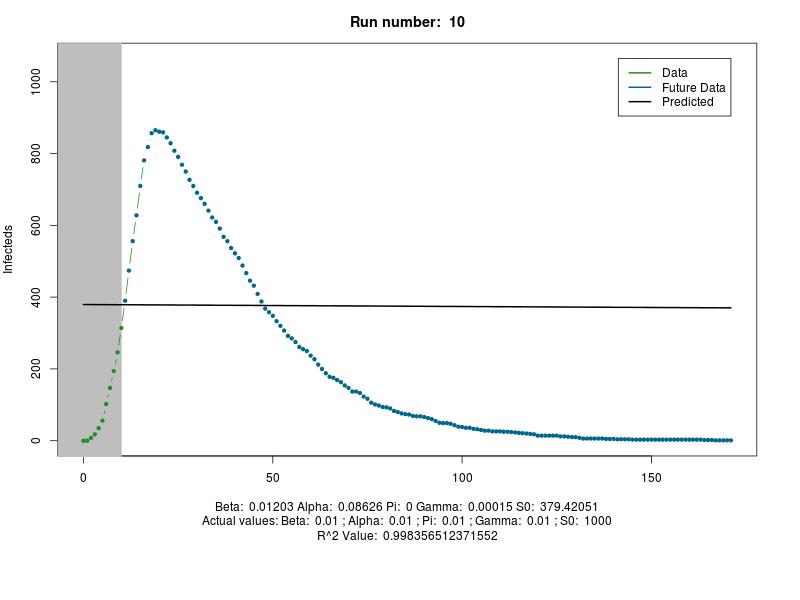 Run number: 10
Data
Future Data
Predicted
1000
800
600
400
200
0
Infecteds
0 50 100 150
Beta: 0.01203 Alpha: 0.08626 Pi: 0 Gamma: 0.00015 S0: 379.42051
Actual values: Beta: 0.01 ; Alpha: 0.01 ; Pi: 0.01 ; Gamma: 0.01 ; S0: 1000
R^2 Value: 0.998356512371552